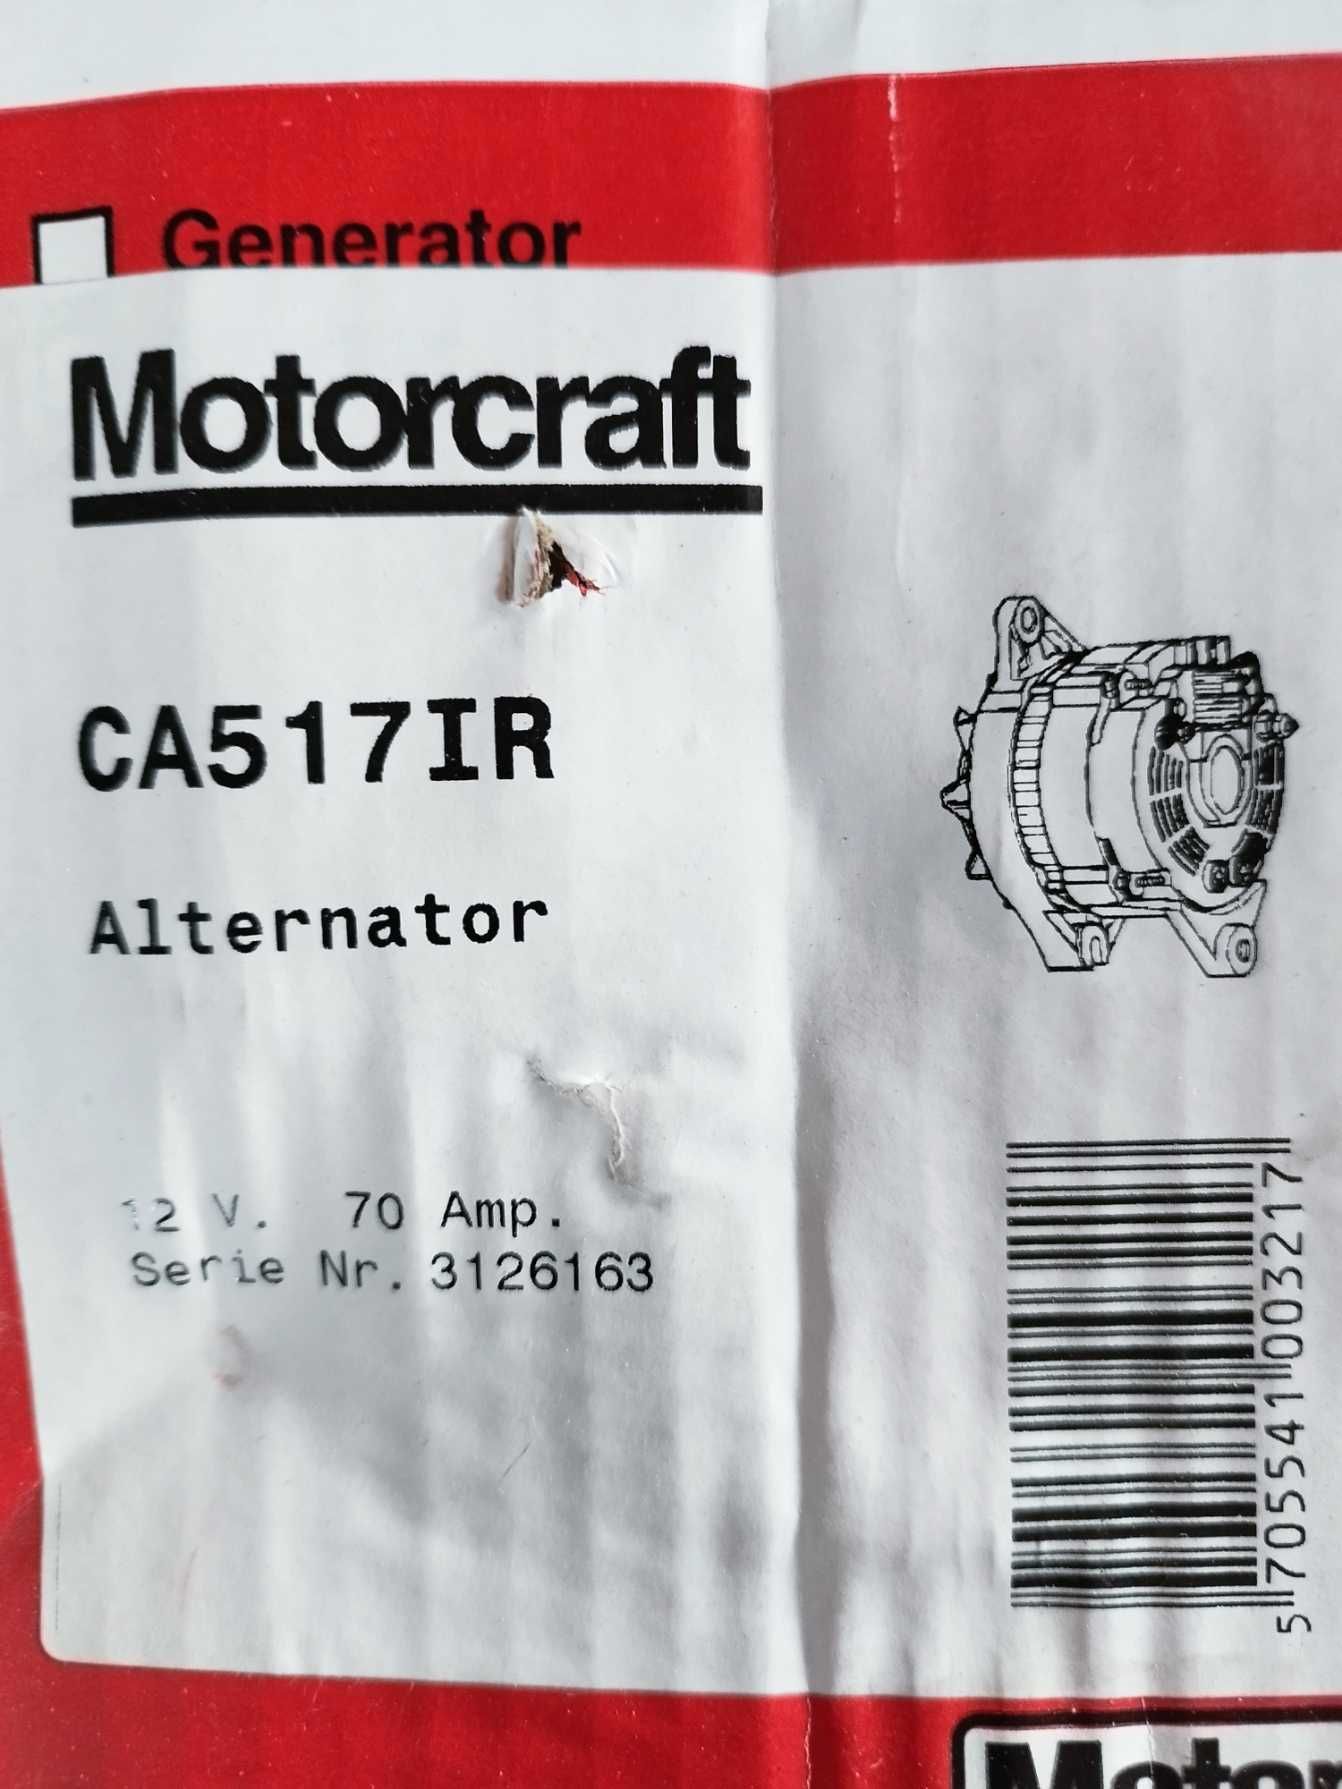 Generator
Motorcraft
CA517IR
Alternator
12 V. 70 Amp.
Serie Nr. 3126163
5 705541 003217